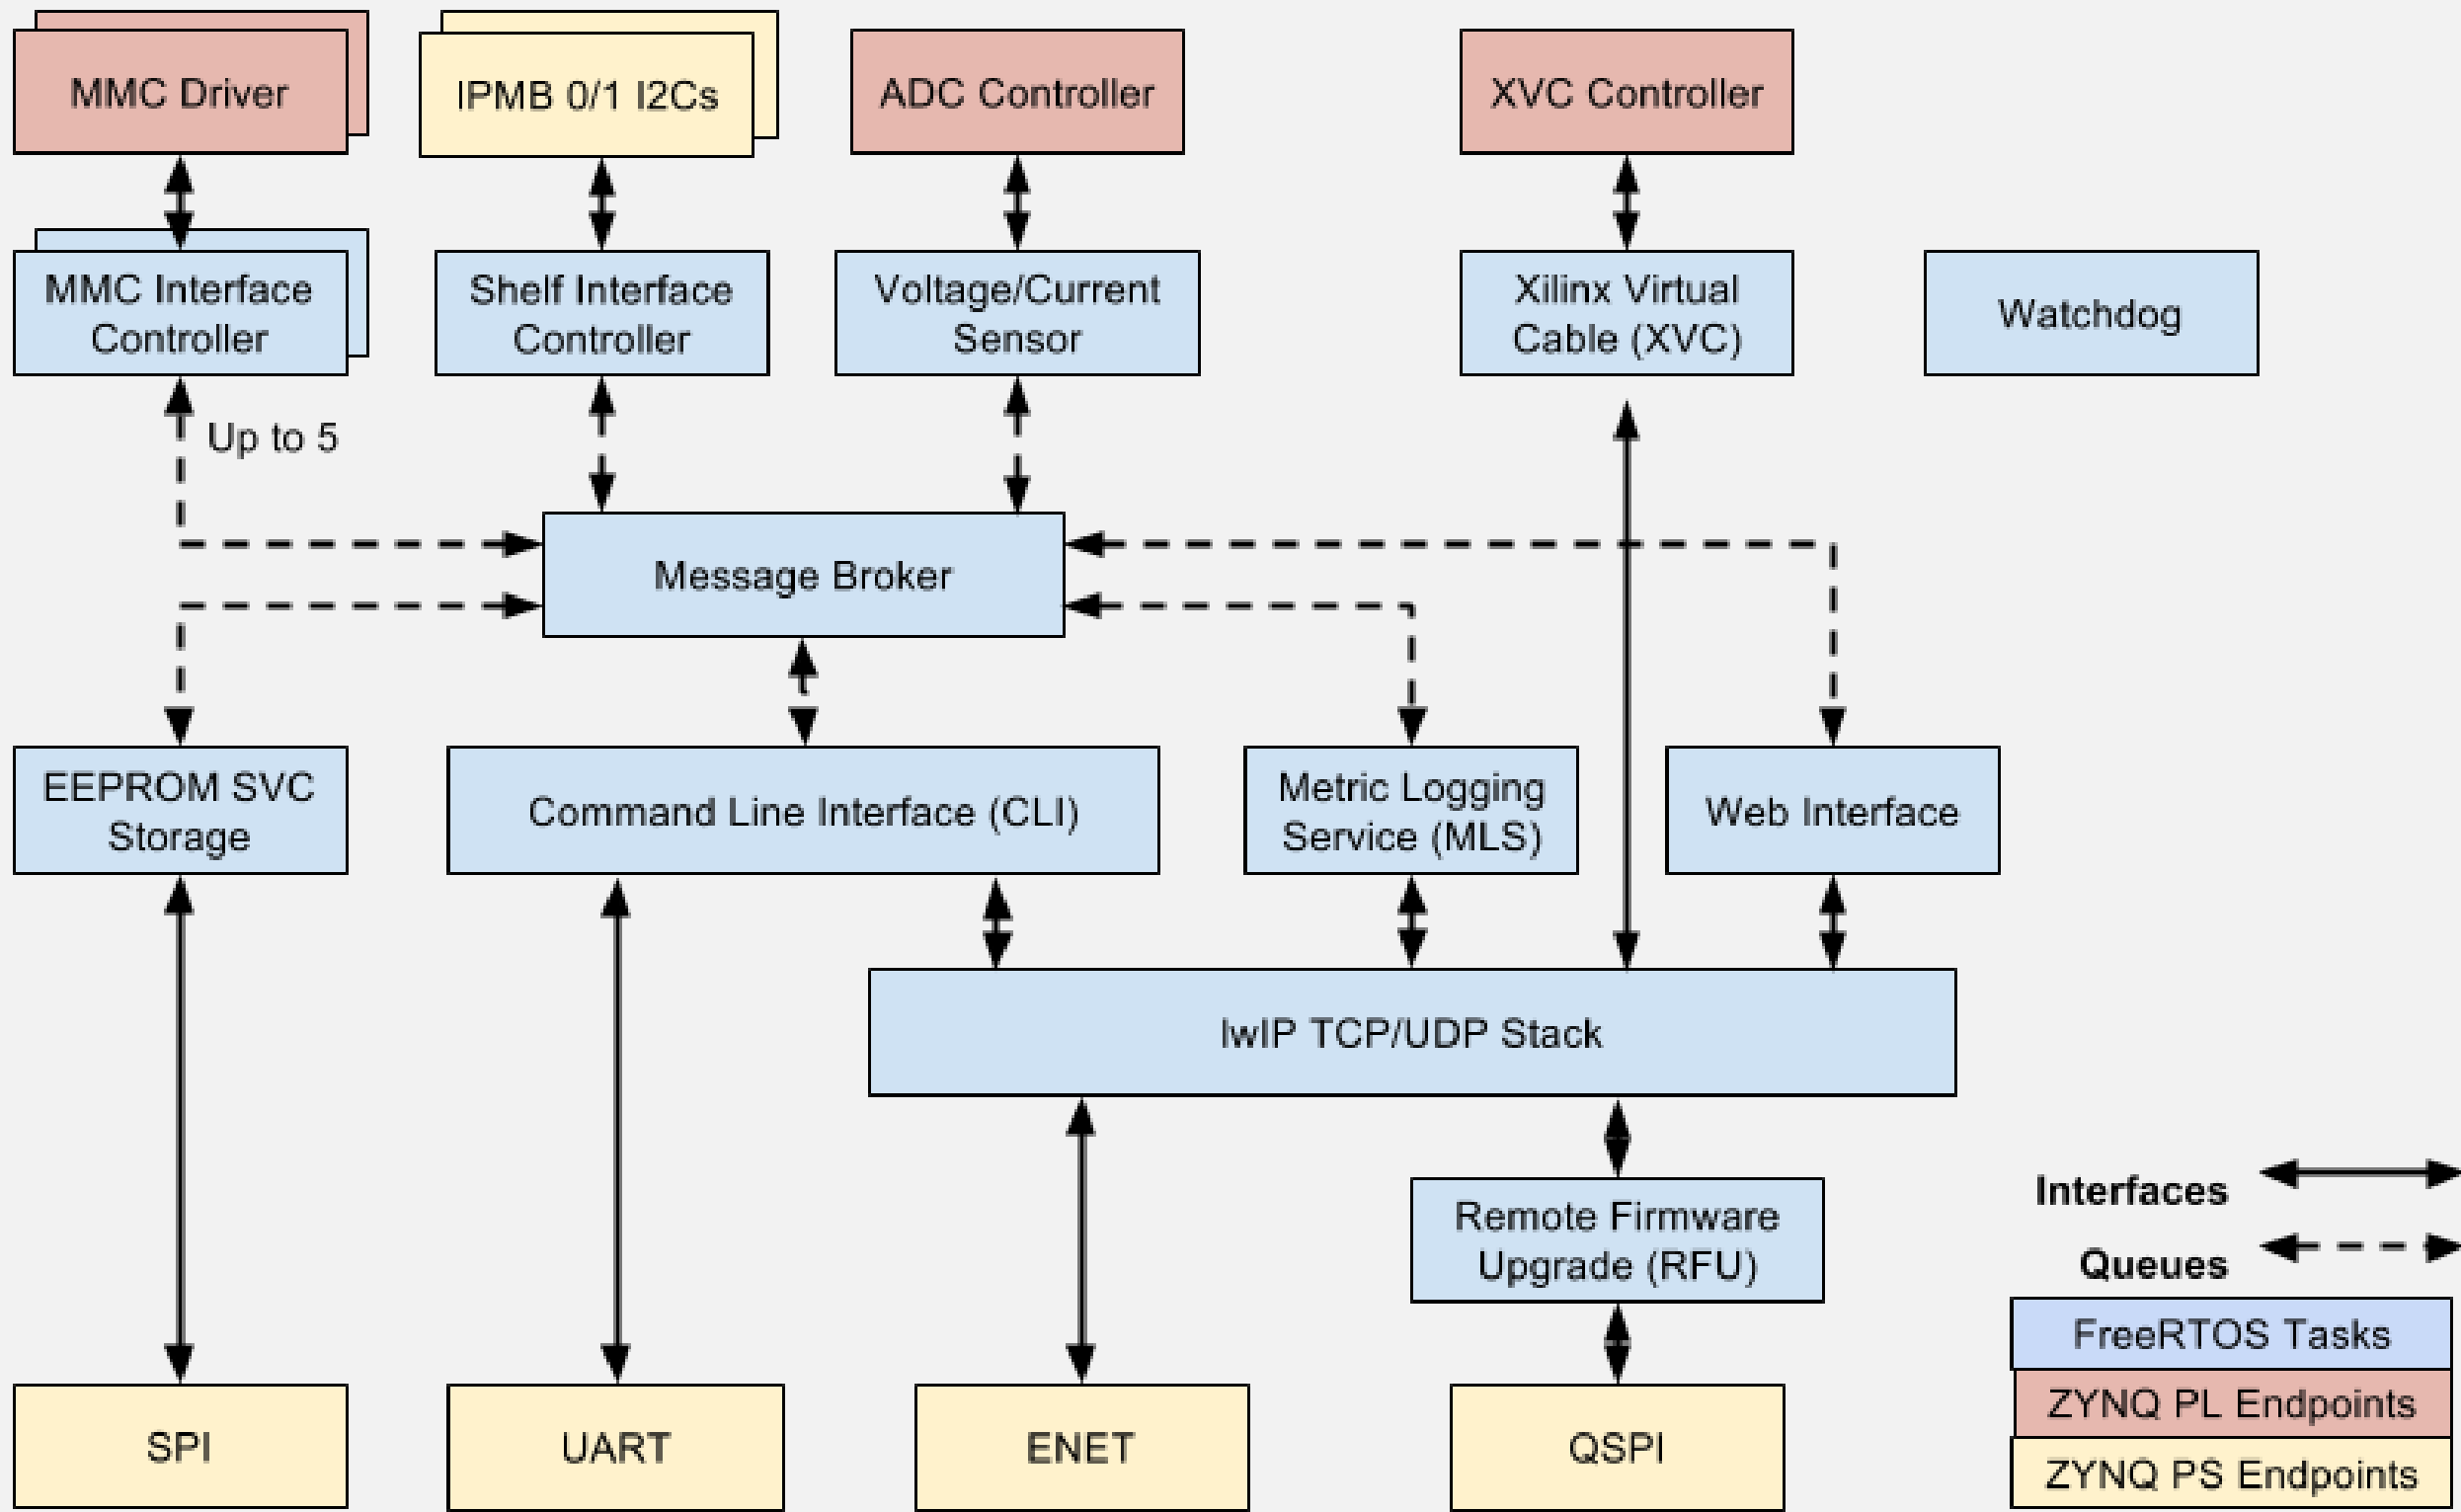 MMC Driver
IPMB 0/1 I2Cs
ADC Controller
XVC Controller
MMC Interface
Controller
Shelf Interface
Controller
Voltage/Current
Sensor
Xilinx Virtual
Cable (XVC)
Watchdog
Up to 5
Message Broker
EEPROM SVC
Storage
Command Line Interface (CLI)
Metric Logging
Service (MLS)
Web Interface
lwIP TCP/UDP Stack
Remote Firmware
Upgrade (RFU)
SPI
UART
ENET
QSPI
Interfaces
Queues
FreeRTOS Tasks
ZYNQ PL Endpoints
ZYNQ PS Endpoints